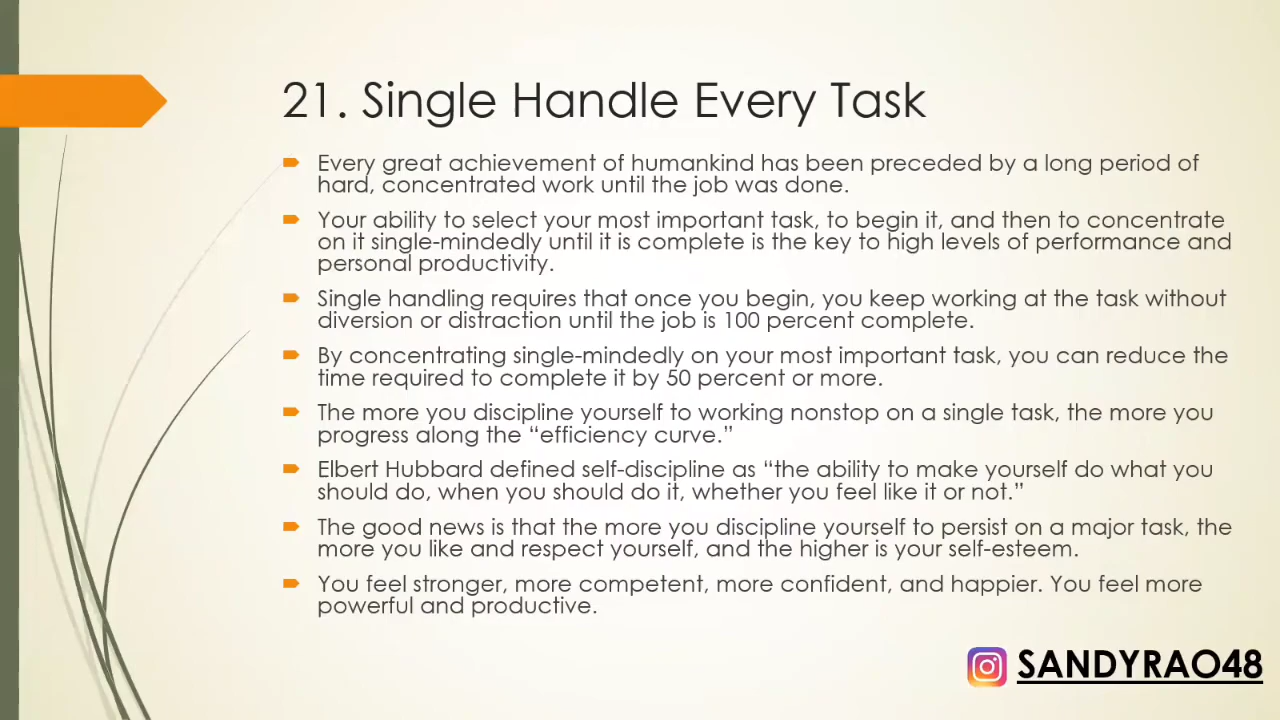 21. Single Handle Every Task
Every great achievement of humankind has been preceded by a long period of
hard, concentrated work until the job was done.
Your ability to select your most important task, to begin it, and then to concentrate
on it single-mindedly until it is complete is the key to high levels of performance and
personal productivity.
Single handling requires that once you begin, you keep working at the task without
diversion or distraction until the job is 100 percent complete.
By concentrating single-mindedly on your most important task, you can reduce the
time required to complete it by 50 percent or more.
The more you discipline yourself to working nonstop on a single task, the more you
progress along the “efficiency curve.”
Elbert Hubbard defined self-discipline as “the ability to make yourself do what you
should do, when you should do it, whether you feel like it or not.”
The good news is that the more you discipline yourself to persist on a major task, the
more you like and respect yourself, and the higher is your self-esteem.
You feel stronger, more competent, more confident, and happier. You feel more
powerful and productive.
SANDYRAO48